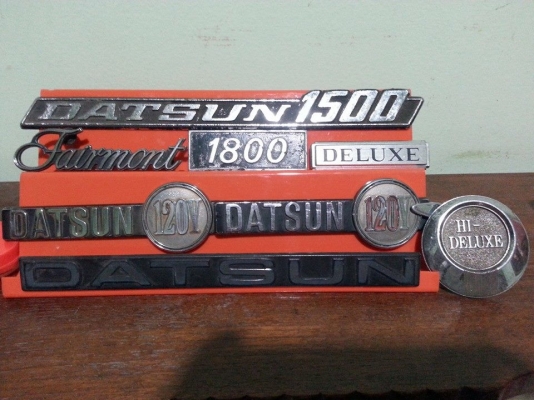 DATSUN 1500
Fairmont 1800 DELUXE
DATSUN 120Y DATSUN 120Y
HI-
DELUXE
DATSUN